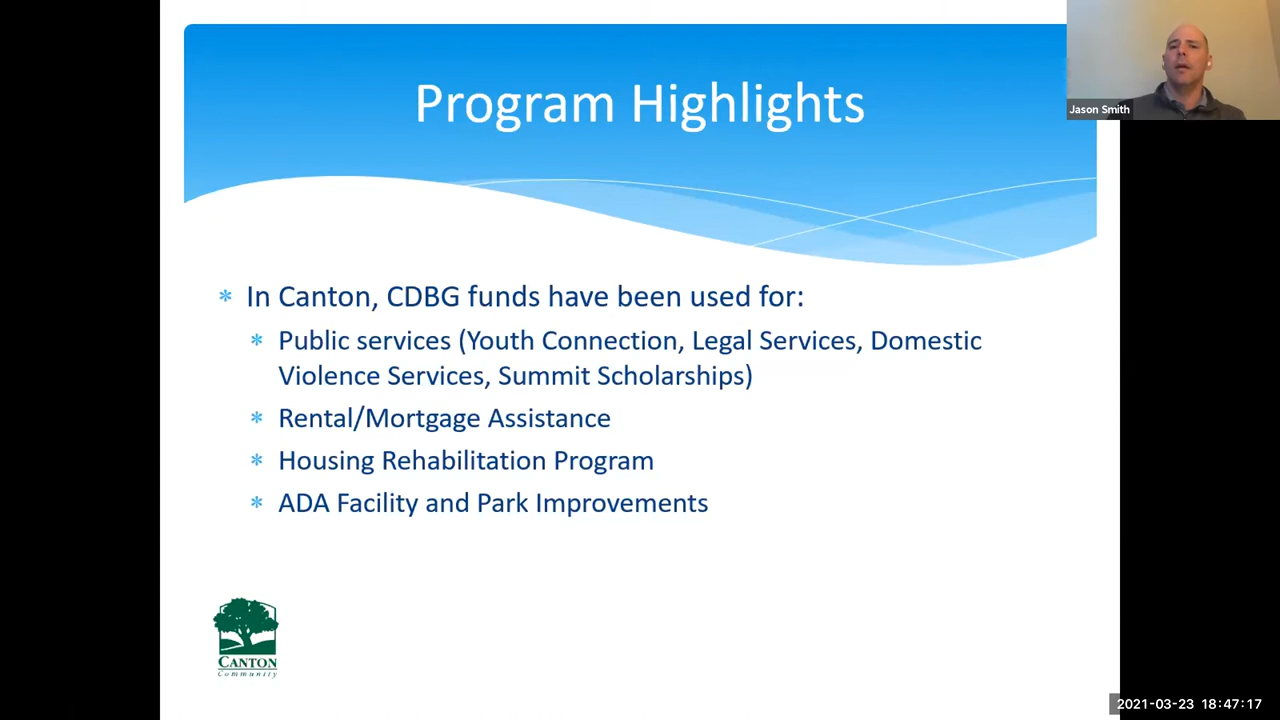 Program Highlights
Jason Smith
* In Canton, CDBG funds have been used for:
* Public services (Youth Connection, Legal Services, Domestic
Violence Services, Summit Scholarships)
* Rental/Mortgage Assistance
* Housing Rehabilitation Program
* ADA Facility and Park Improvements
CANTON
Community
2021-03-23 18:47:17